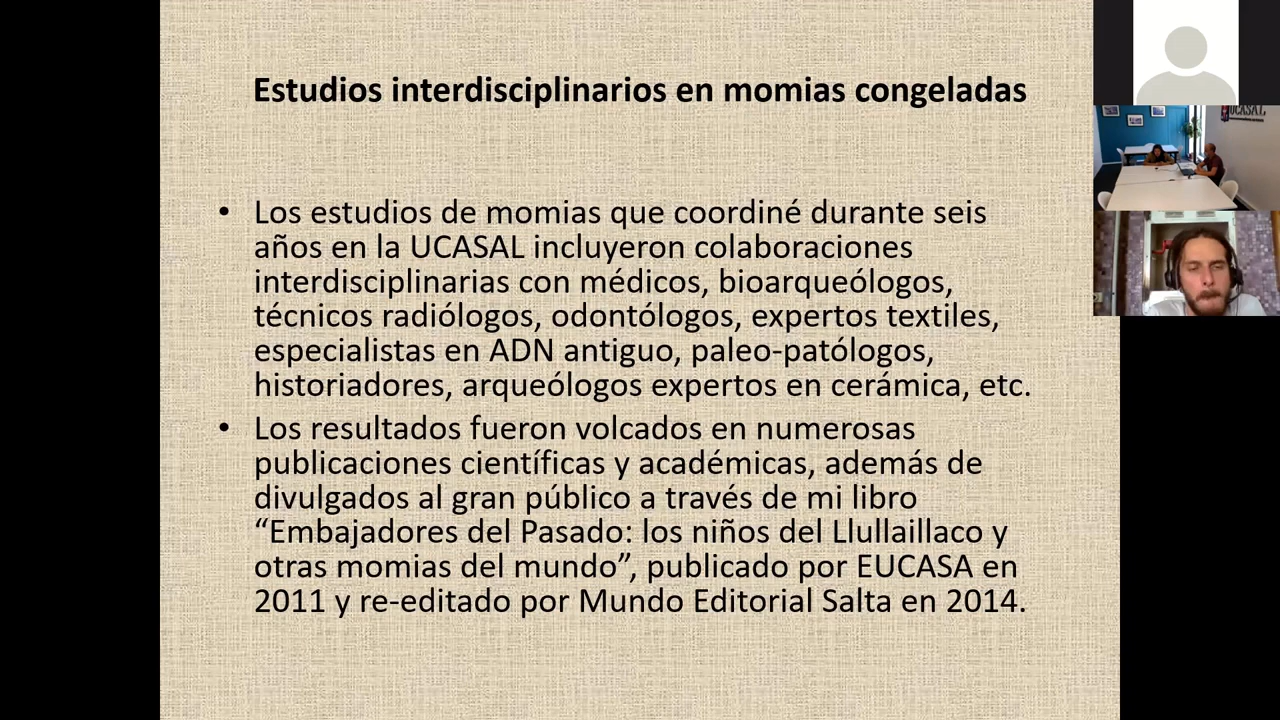 Estudios interdisciplinarios en momias congeladas
• Los estudios de momias que coordiné durante seis
años en la UCASAL incluyeron colaboraciones
interdisciplinarias con médicos, bioarqueólogos,
técnicos radiólogos, odontólogos, expertos textiles,
especialistas en ADN antiguo, paleo-patólogos,
historiadores, arqueólogos expertos en cerámica, etc.
• Los resultados fueron volcados en numerosas
publicaciones científicas y académicas, además de
divulgados al gran público a través de mi libro
“Embajadores del Pasado: los niños del Llullaillaco y
otras momias del mundo”, publicado por EUCASA en
2011 y re-editado por Mundo Editorial Salta en 2014.
UCASAL